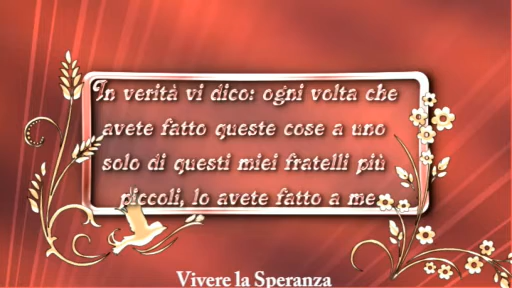 In verità vi dico: ogni volta che
avete fatto queste cose a uno
solo di questi miei fratelli più
piccoli, lo avete fatto a me.
Vivere la Speranza